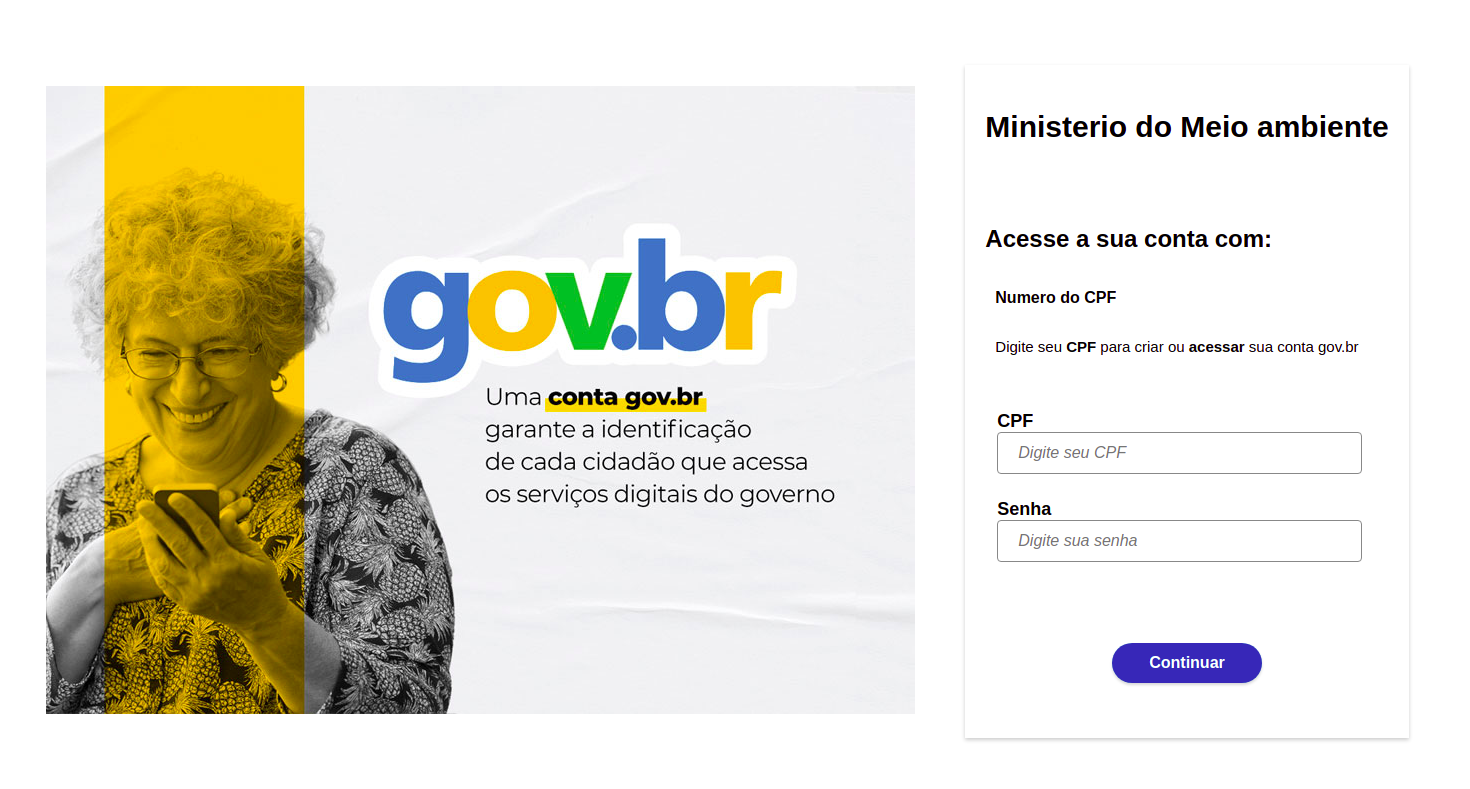 gov.br
Uma conta gov.br
garante a identificação
de cada cidadão que acessa
os serviços digitais do governo
Ministerio do Meio ambiente
Acesse a sua conta com:
Numero do CPF
Digite seu CPF para criar ou acessar sua conta gov.br
CPF
Digite seu CPF
Senha
Digite sua senha
Continuar